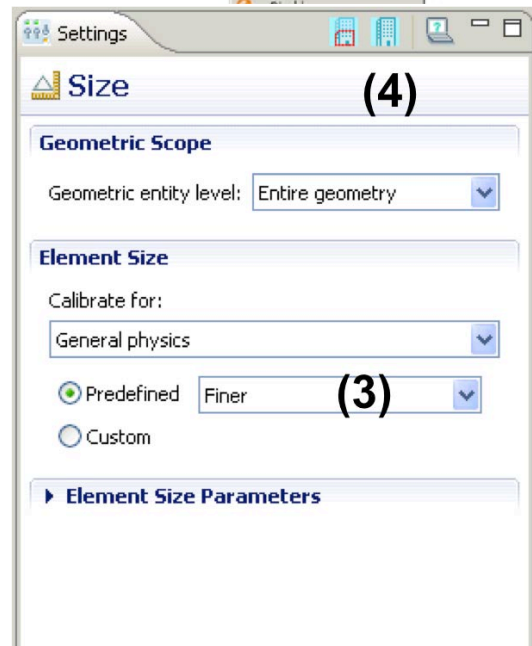 Settings
Size
(4)
Geometric Scope
Geometric entity level: Entire geometry
Element Size
Calibrate for:
General physics
Predefined Finer (3)
Custom
Element Size Parameters